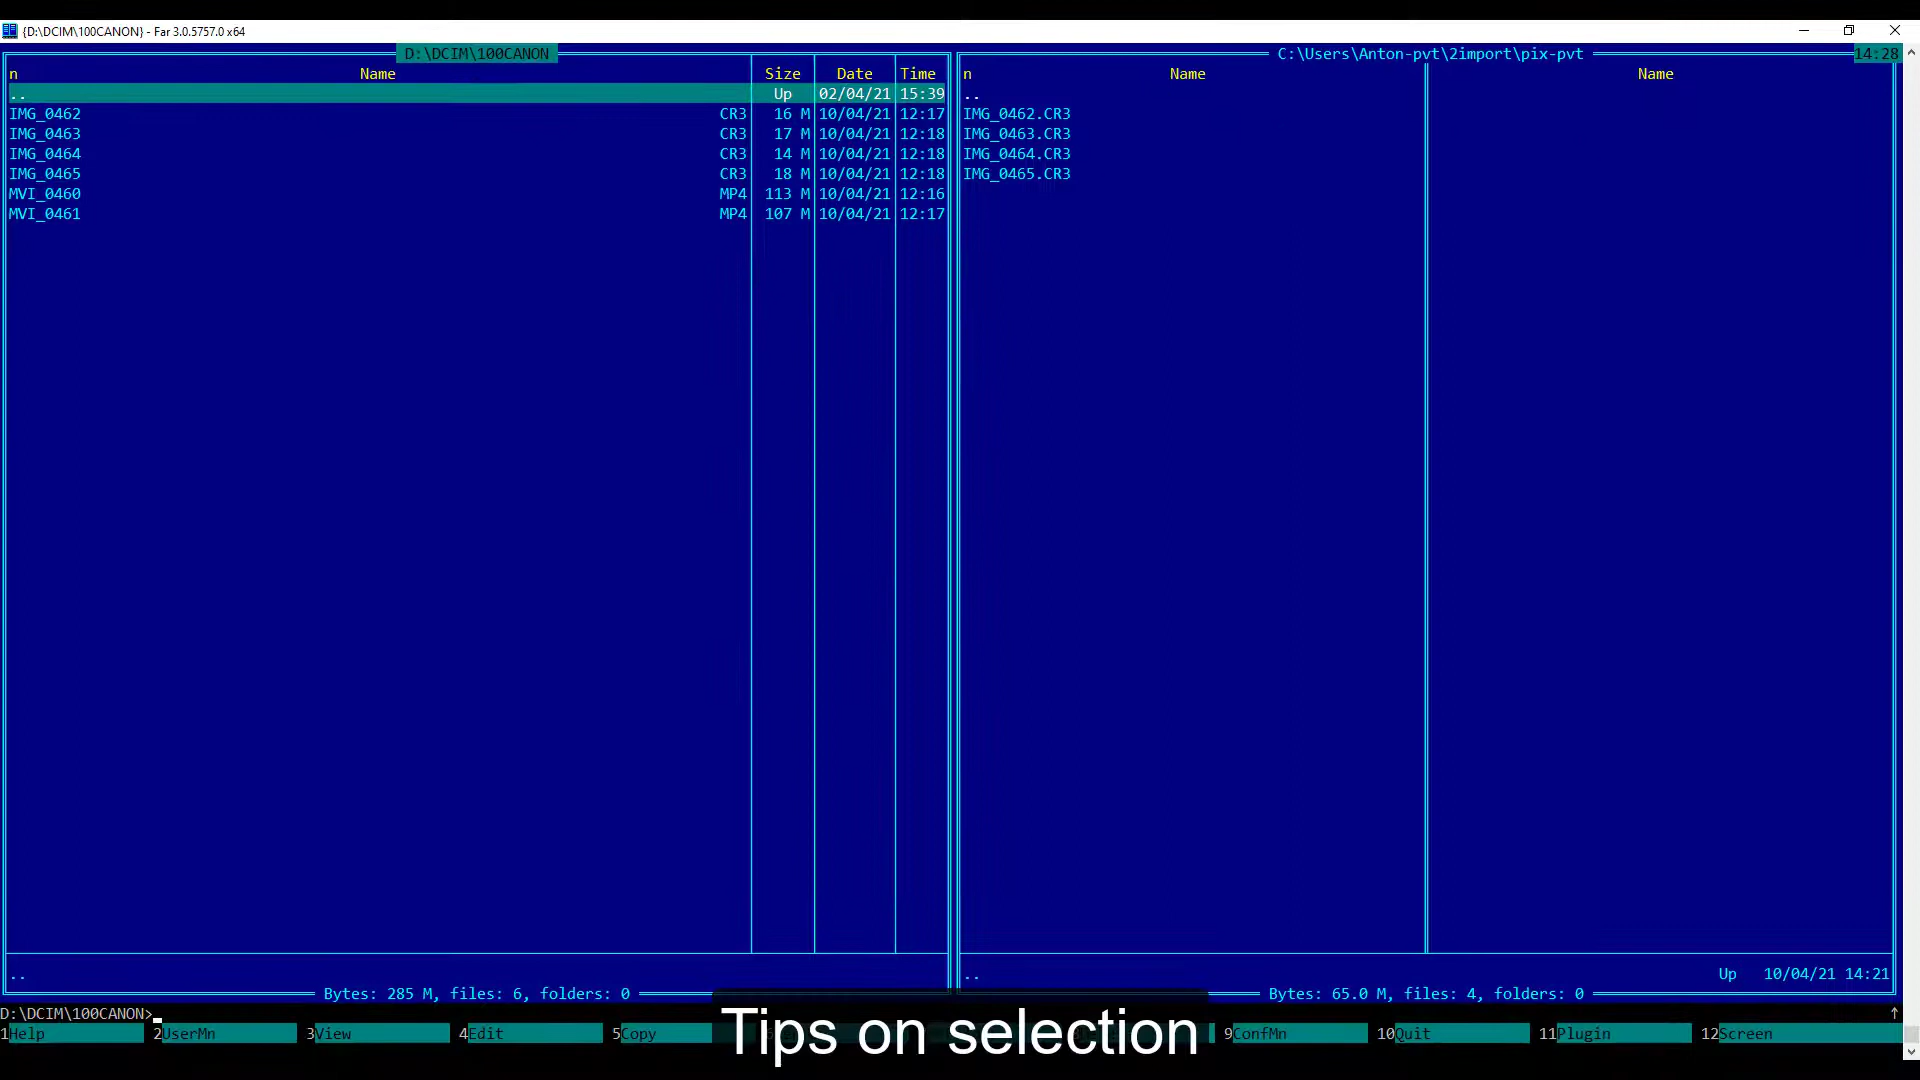 {D:\DCIM\100CANON} - Far 3.0.5757.0 x64
D:\DCIM\100CANON
n Name Size Date Time
.. Up 02/04/21 15:39
IMG_0462 CR3 16 M 10/04/21 12:17
IMG_0463 CR3 17 M 10/04/21 12:18
IMG_0464 CR3 14 M 10/04/21 12:18
IMG_0465 CR3 18 M 10/04/21 12:18
MVI_0460 MP4 113 M 10/04/21 12:16
MVI_0461 MP4 107 M 10/04/21 12:17
..
Bytes: 285 M, files: 6, folders: 0
C:\Users\Anton-pvt\2import\pix-pvt 14:28
n Name Name
..
IMG_0462.CR3
IMG_0463.CR3
IMG_0464.CR3
IMG_0465.CR3
.. Up 10/04/21 14:21
Bytes: 65.0 M, files: 4, folders: 0
D:\DCIM\100CANON>
1Help 2UserMn 3View 4Edit 5Copy 9ConfMn 10Quit 11Plugin 12Screen
Tips on selection